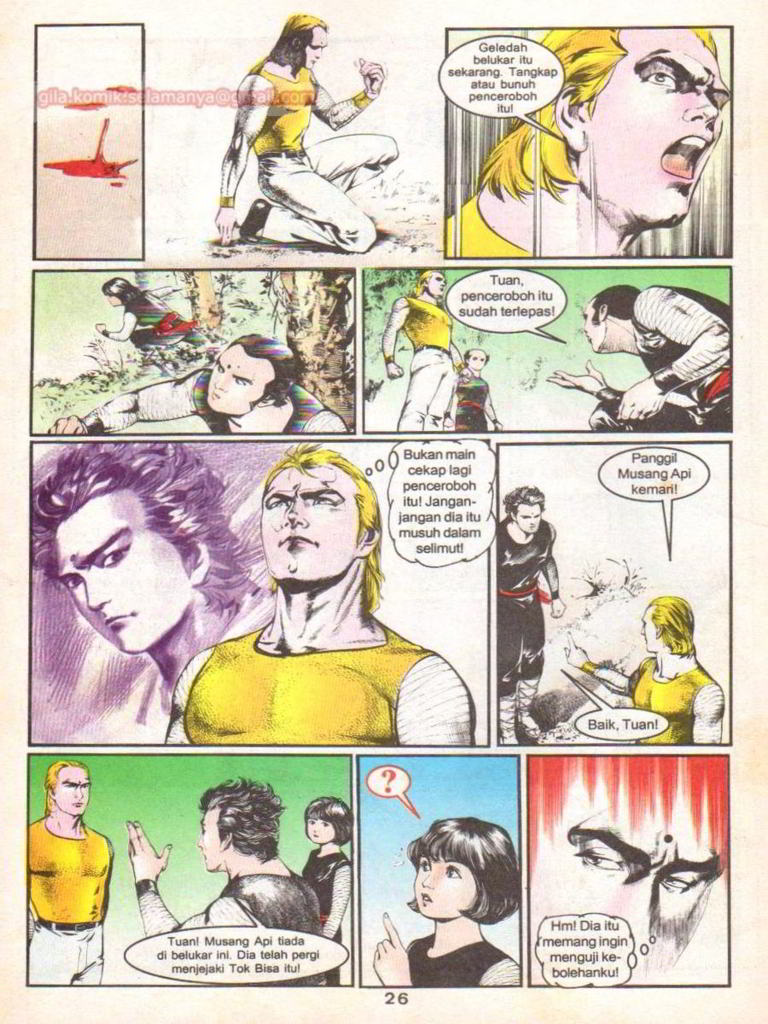 gila.komik.selamanya@gmail.com
Geledah
belukar itu
sekarang. Tangkap
atau bunuh
penceroboh
itu!
Tuan,
penceroboh itu
sudah terlepas!
Bukan main
cekap lagi
penceroboh
itu! Jangan-
jangan dia itu
musuh dalam
selimut!
Panggil
Musang Api
kemari!
Baik, Tuan!
Tuan! Musang Api tiada
di belukar ini. Dia telah pergi
menjejaki Tok Bisa itu!
?
Hm! Dia itu
memang ingin
menguji ke-
bolehanku!
26